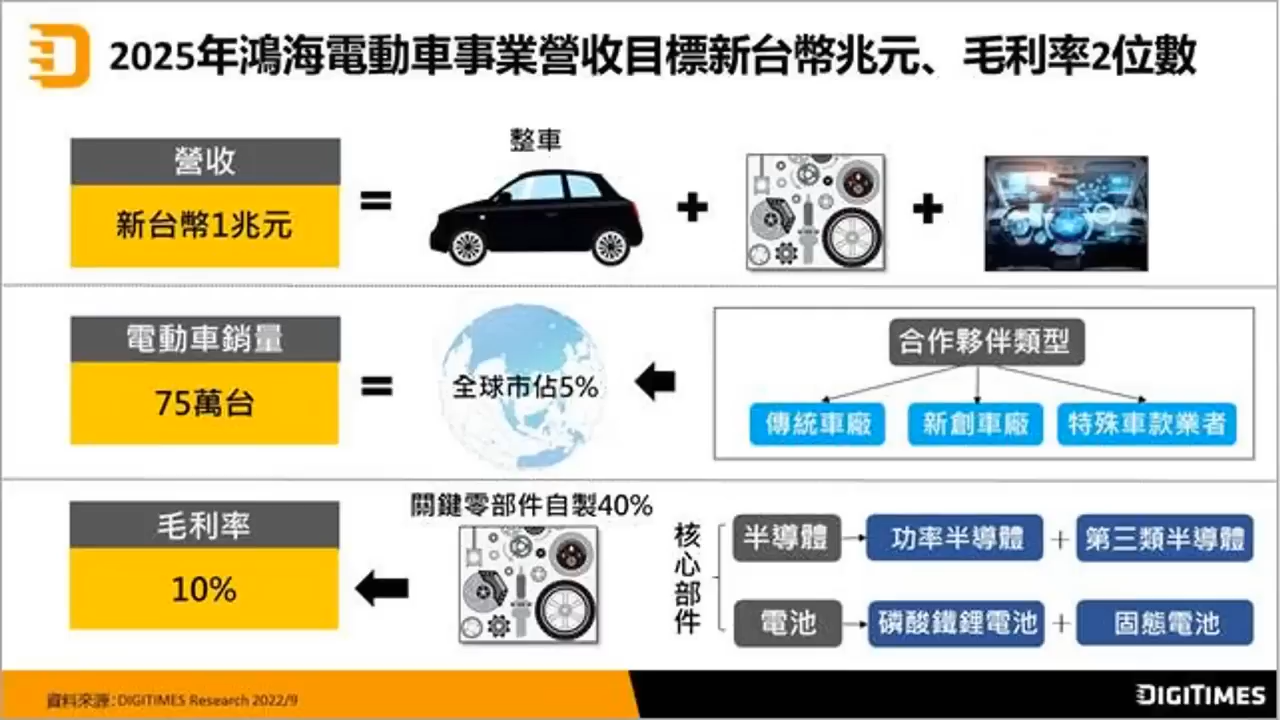 2025年鴻海電動車事業營收目標新台幣兆元、毛利率2位數
營收
新台幣1兆元
=
整車
+
+
電動車銷量
75萬台
=
全球市佔5%
合作夥伴類型
傳統車廠
新創車廠
特殊車款業者
毛利率
10%
關鍵零部件自製40%
核心部件
半導體
功率半導體
+
第三類半導體
電池
磷酸鐵鋰電池
+
固態電池
資料來源：DIGITIMES Research 2022/9
DIGITIMES